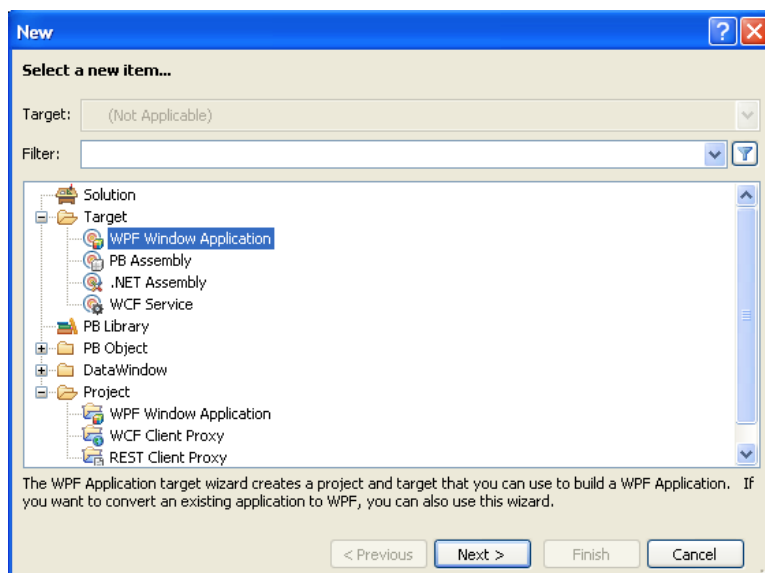 New
Select a new item...
Target: (Not Applicable)
Filter:
Solution
Target
WPF Window Application
PB Assembly
.NET Assembly
WCF Service
PB Library
PB Object
DataWindow
Project
WPF Window Application
WCF Client Proxy
REST Client Proxy
The WPF Application target wizard creates a project and target that you can use to build a WPF Application. If
you want to convert an existing application to WPF, you can also use this wizard.
< Previous Next > Finish Cancel